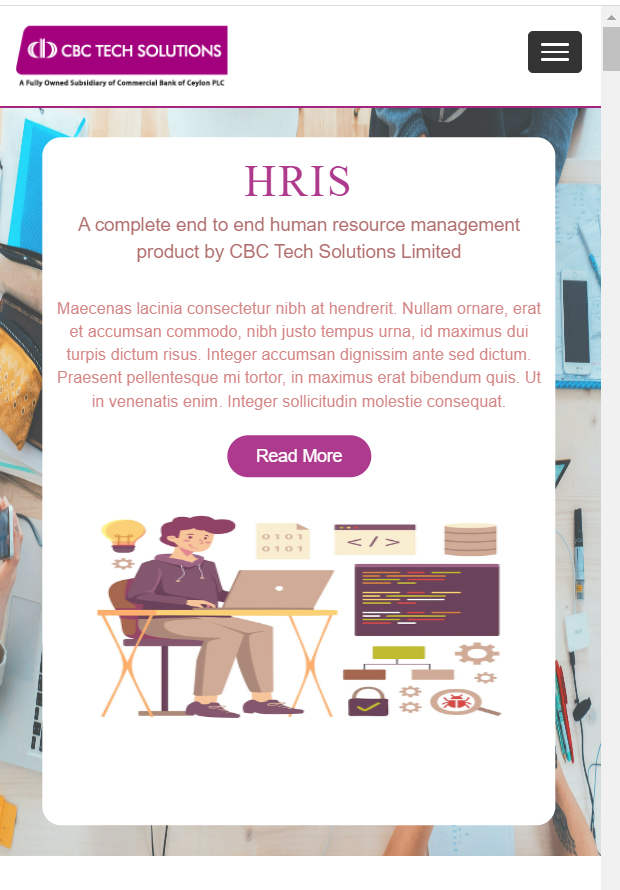 CBC TECH SOLUTIONS
A Fully Owned Subsidiary of Commercial Bank of Ceylon PLC
HRIS
A complete end to end human resource management
product by CBC Tech Solutions Limited
Maecenas lacinia consectetur nibh at hendrerit. Nullam ornare, erat
et accumsan commodo, nibh justo tempus urna, id maximus dui
turpis dictum risus. Integer accumsan dignissim ante sed dictum.
Praesent pellentesque mi tortor, in maximus erat bibendum quis. Ut
in venenatis enim. Integer sollicitudin molestie consequat.
Read More
0101
0101
</>